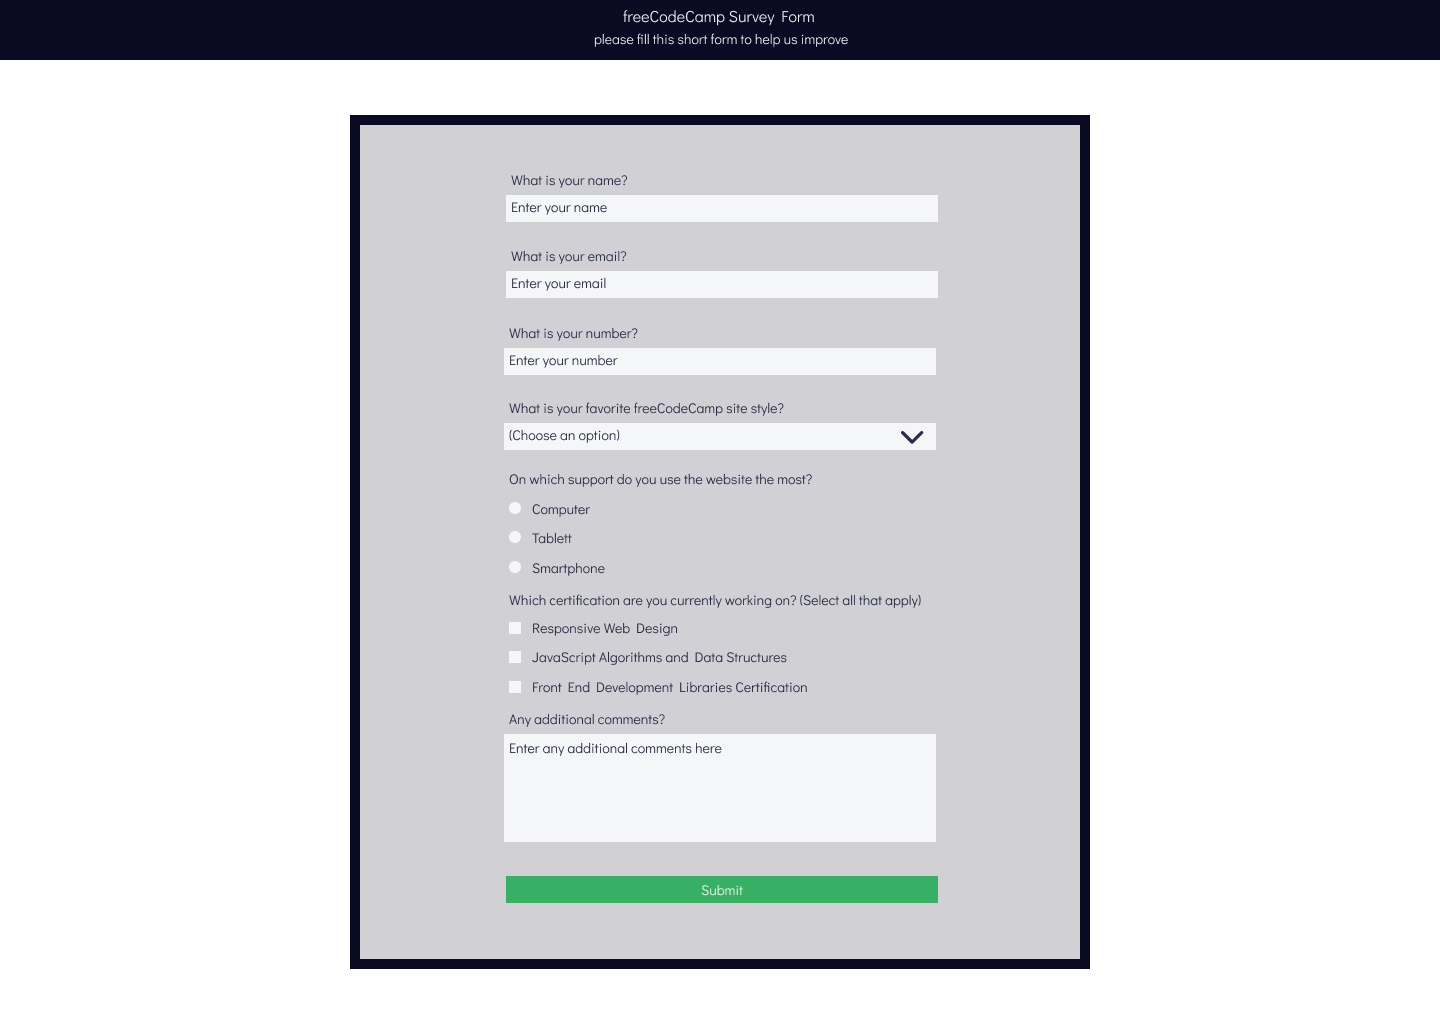 freeCodeCamp Survey Form
please fill this short form to help us improve
What is your name?
Enter your name
What is your email?
Enter your email
What is your number?
Enter your number
What is your favorite freeCodeCamp site style?
(Choose an option)
On which support do you use the website the most?
Computer
Tablett
Smartphone
Which certification are you currently working on? (Select all that apply)
Responsive Web Design
JavaScript Algorithms and Data Structures
Front End Development Libraries Certification
Any additional comments?
Enter any additional comments here
Submit